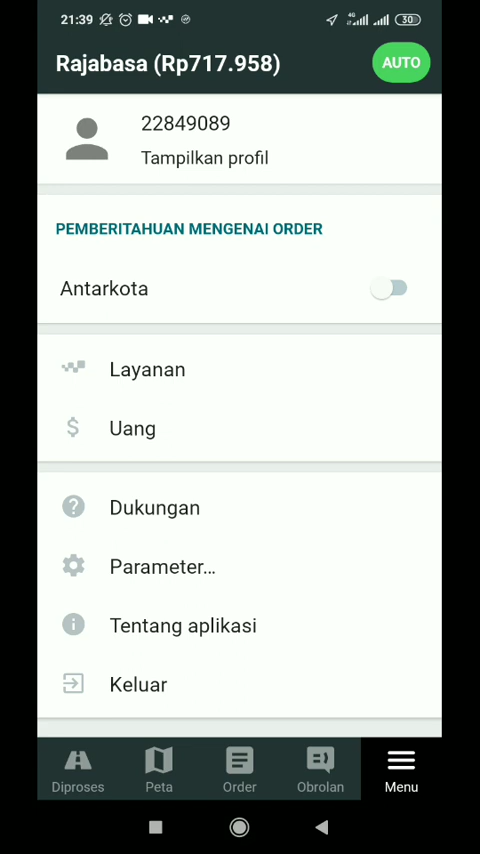 21:39
4G
30
Rajabasa (Rp717.958)
AUTO
22849089
Tampilkan profil
PEMBERITAHUAN MENGENAI ORDER
Antarkota
Layanan
Uang
Dukungan
Parameter...
Tentang aplikasi
Keluar
Diproses
Peta
Order
Obrolan
Menu